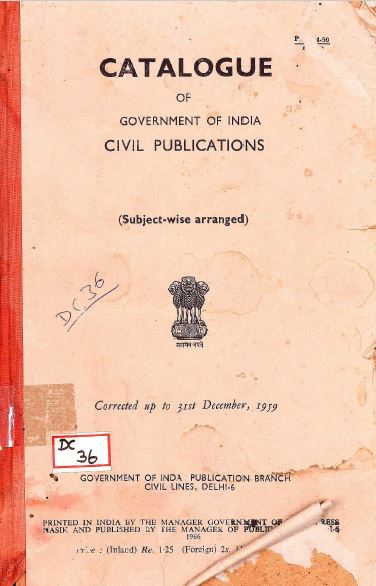 P 4-50
1
CATALOGUE
OF
GOVERNMENT OF INDIA
CIVIL PUBLICATIONS
(Subject-wise arranged)
DC 36
सत्यमेव जयते
Corrected up to 31st December, 1959
DC
36
GOVERNMENT OF INDA PUBLICATION BRANCH
CIVIL LINES, DELHI-6
PRINTED IN INDIA BY THE MANAGER GOVERNMENT OF
NASIK AND PUBLISHED BY THE MANAGER OF
1966
(Inland) Re. 1·25 (Foreign) 2s.